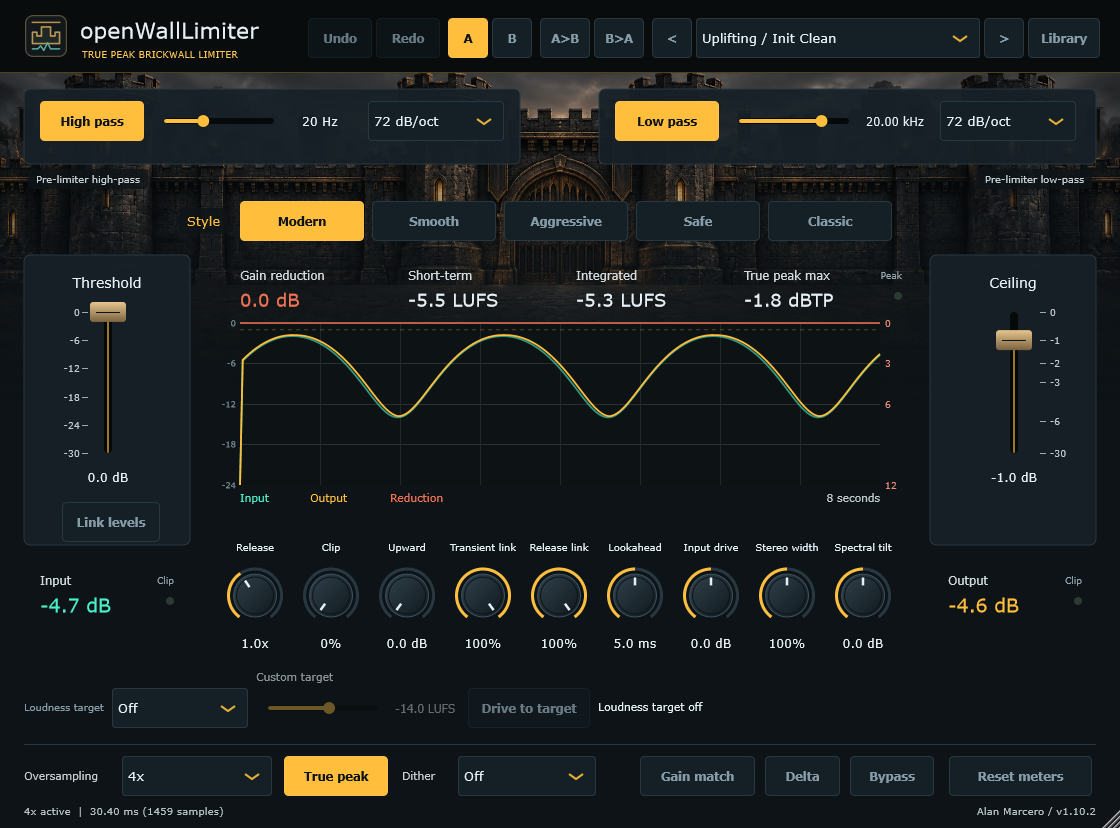 openWallLimiter
TRUE PEAK BRICKWALL LIMITER
Undo Redo A B A>B B>A < Uplifting / Init Clean > Library
High pass 20 Hz 72 dB/oct Low pass 20.00 kHz 72 dB/oct
Pre-limiter high-pass Pre-limiter low-pass
Style Modern Smooth Aggressive Safe Classic
Threshold
0
-6
-12
-18
-24
-30
0.0 dB
Link levels
Gain reduction Short-term Integrated True peak max Peak
0.0 dB -5.5 LUFS -5.3 LUFS -1.8 dBTP
0 0
-6 3
-12 6
-18
-24 12
Input Output Reduction 8 seconds
Ceiling
0
-1
-2
-3
-6
-30
-1.0 dB
Release Clip Upward Transient link Release link Lookahead Input drive Stereo width Spectral tilt
1.0x 0% 0.0 dB 100% 100% 5.0 ms 0.0 dB 100% 0.0 dB
Input Clip
-4.7 dB
Output Clip
-4.6 dB
Custom target
Loudness target Off -14.0 LUFS Drive to target Loudness target off
Oversampling 4x True peak Dither Off Gain match Delta Bypass Reset meters
4x active | 30.40 ms (1459 samples) Alan Marcero / v1.10.2